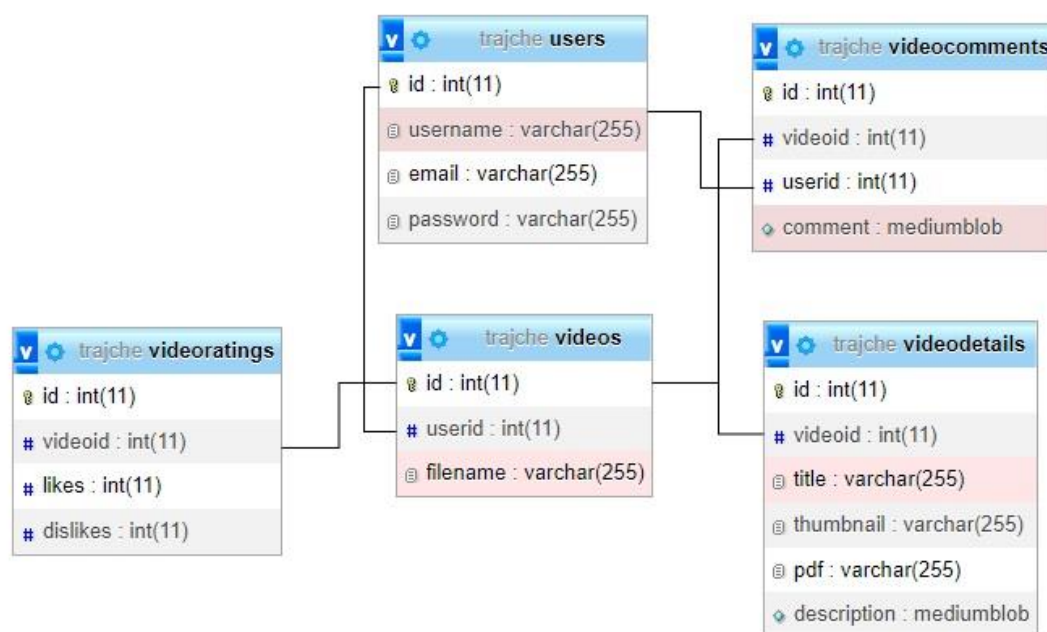 v trajche users
id : int(11)
username : varchar(255)
email : varchar(255)
password : varchar(255)
v trajche videocomments
id : int(11)
# videoid : int(11)
# userid : int(11)
comment : mediumblob
v trajche videoratings
id : int(11)
# videoid : int(11)
# likes : int(11)
# dislikes : int(11)
v trajche videos
id : int(11)
# userid : int(11)
filename : varchar(255)
v trajche videodetails
id : int(11)
# videoid : int(11)
title : varchar(255)
thumbnail : varchar(255)
pdf : varchar(255)
description : mediumblob